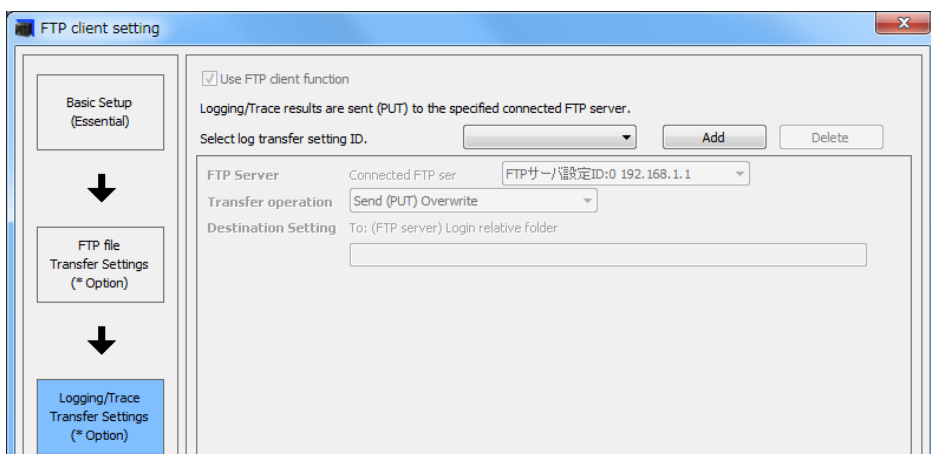 FTP client setting
Basic Setup
(Essential)
FTP file
Transfer Settings
(* Option)
Logging/Trace
Transfer Settings
(* Option)
Use FTP client function
Logging/Trace results are sent (PUT) to the specified connected FTP server.
Select log transfer setting ID.
Add
Delete
FTP Server
Connected FTP ser
FTPサーバ設定ID:0 192.168.1.1
Transfer operation
Send (PUT) Overwrite
Destination Setting
To: (FTP server) Login relative folder